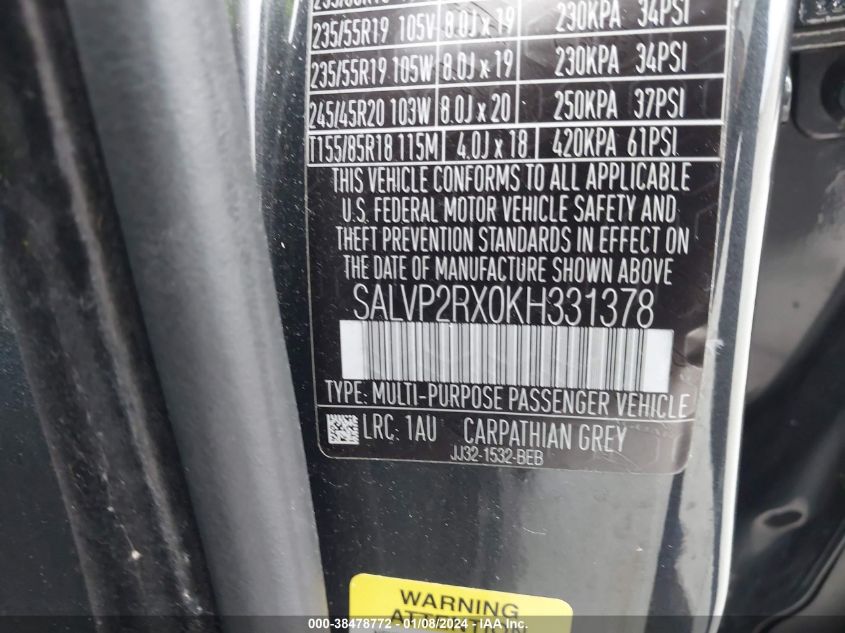 235/55R19 105V 8.0J x 19 230KPA 34PSI
235/55R19 105W 8.0J x 19 230KPA 34PSI
245/45R20 103W 8.0J x 20 250KPA 37PSI
T155/85R18 115M 4.0J x 18 420KPA 61PSI
THIS VEHICLE CONFORMS TO ALL APPLICABLE
U.S. FEDERAL MOTOR VEHICLE SAFETY AND
THEFT PREVENTION STANDARDS IN EFFECT ON
THE DATE OF MANUFACTURE SHOWN ABOVE
SALVP2RX0KH331378
TYPE: MULTI-PURPOSE PASSENGER VEHICLE
LRC: 1AU CARPATHIAN GREY
JJ32-1532-BEB
WARNING
ATTENTION
000-38478772 - 01/08/2024 - IAAI.COM